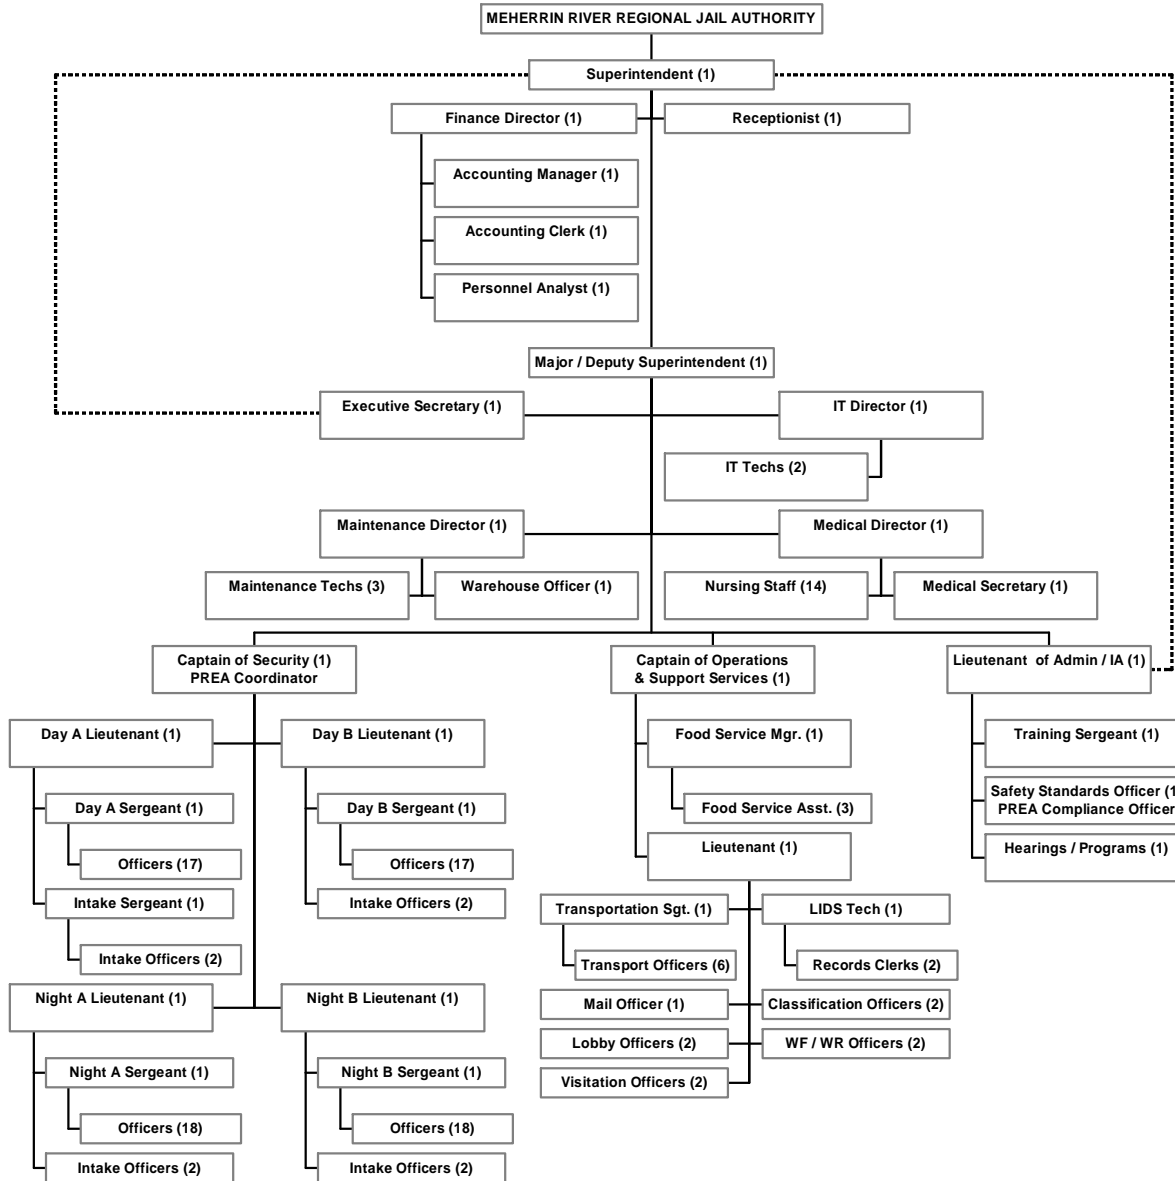 MEHERRIN RIVER REGIONAL JAIL AUTHORITY
Superintendent (1)
Finance Director (1)
Receptionist (1)
Accounting Manager (1)
Accounting Clerk (1)
Personnel Analyst (1)
Major / Deputy Superintendent (1)
Executive Secretary (1)
IT Director (1)
IT Techs (2)
Maintenance Director (1)
Medical Director (1)
Maintenance Techs (3)
Warehouse Officer (1)
Nursing Staff (14)
Medical Secretary (1)
Captain of Security (1)
PREA Coordinator
Captain of Operations
& Support Services (1)
Lieutenant of Admin / IA (1)
Day A Lieutenant (1)
Day B Lieutenant (1)
Day A Sergeant (1)
Officers (17)
Intake Sergeant (1)
Intake Officers (2)
Day B Sergeant (1)
Officers (17)
Intake Officers (2)
Night A Lieutenant (1)
Night B Lieutenant (1)
Night A Sergeant (1)
Officers (18)
Intake Officers (2)
Night B Sergeant (1)
Officers (18)
Intake Officers (2)
Food Service Mgr. (1)
Food Service Asst. (3)
Lieutenant (1)
Transportation Sgt. (1)
LIDS Tech (1)
Transport Officers (6)
Records Clerks (2)
Mail Officer (1)
Classification Officers (2)
Lobby Officers (2)
WF / WR Officers (2)
Visitation Officers (2)
Training Sergeant (1)
Safety Standards Officer (1
PREA Compliance Officer
Hearings / Programs (1)